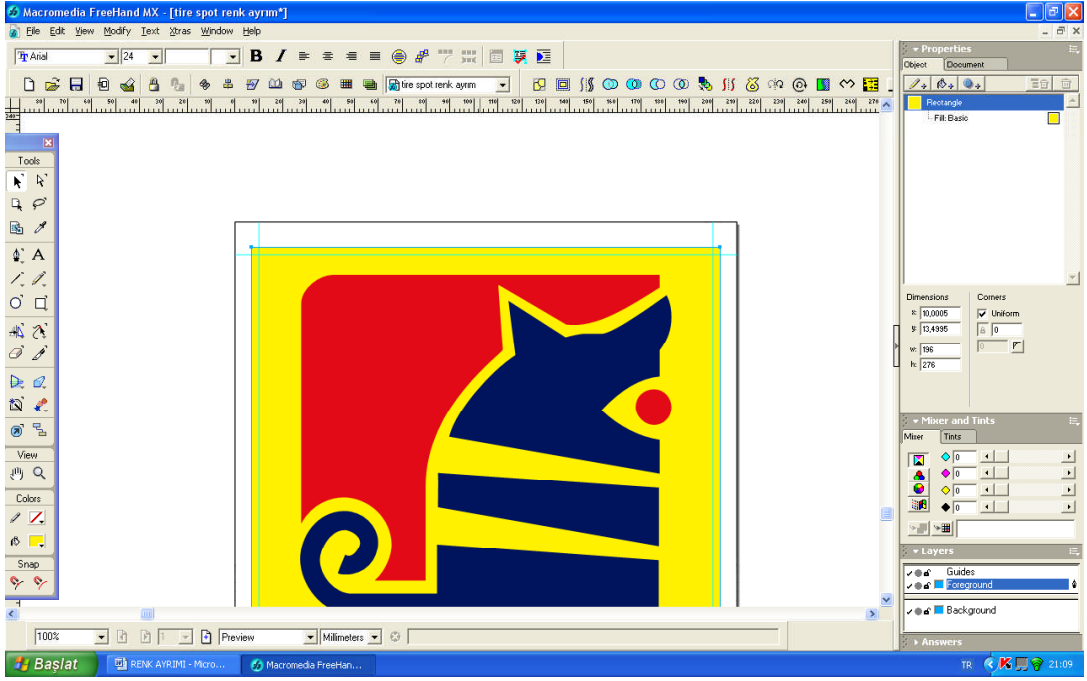 Macromedia FreeHand MX - [tire spot renk ayrım*]
File Edit View Modify Text Xtras Window Help
Arial 24
tire spot renk ayrım
Tools
View
Colors
Snap
Properties
Object Document
Rectangle
Fill: Basic
Dimensions Corners
x: 10,0005 Uniform
y: 13,4995 0
w: 196 0
h: 276
Mixer and Tints
Mixer Tints
0
0
0
0
Layers
Guides
Foreground
Background
Answers
100% 1 Preview Millimeters
Başlat RENK AYRIMI - Micro... Macromedia FreeHan... TR 21:09